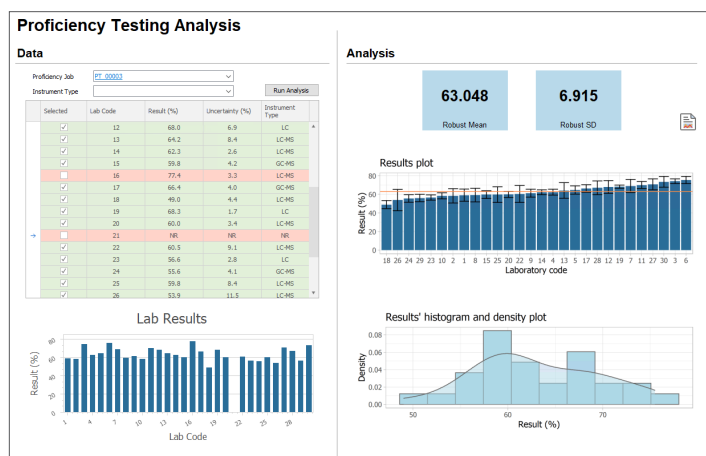 Proficiency Testing Analysis
Data
Proficiency Job PT_00003
Instrument Type
Run Analysis
Selected Lab Code Result (%) Uncertainty (%) Instrument Type
12 68.0 6.9 LC
13 64.2 8.4 LC-MS
14 62.3 2.6 LC-MS
15 59.8 4.2 GC-MS
16 77.4 3.3 LC-MS
17 66.4 4.0 GC-MS
18 49.0 4.4 LC-MS
19 68.3 1.7 LC
20 60.0 3.4 LC-MS
21 NR NR NR
22 60.5 9.1 LC-MS
23 56.6 2.8 LC
24 55.6 4.1 GC-MS
25 59.8 8.4 LC-MS
26 53.9 11.5 LC-MS
Lab Results
Result (%)
80
60
40
20
0
1 4 7 10 13 16 19 22 25 28
Lab Code
Analysis
63.048
Robust Mean
6.915
Robust SD
Results plot
Result (%)
80
60
40
20
0
18 26 24 29 23 10 2 1 8 15 25 20 22 9 14 4 13 5 17 28 12 19 7 11 27 30 3 6
Laboratory code
Results' histogram and density plot
Density
0.08
0.06
0.04
0.02
0.00
50 60 70
Result (%)